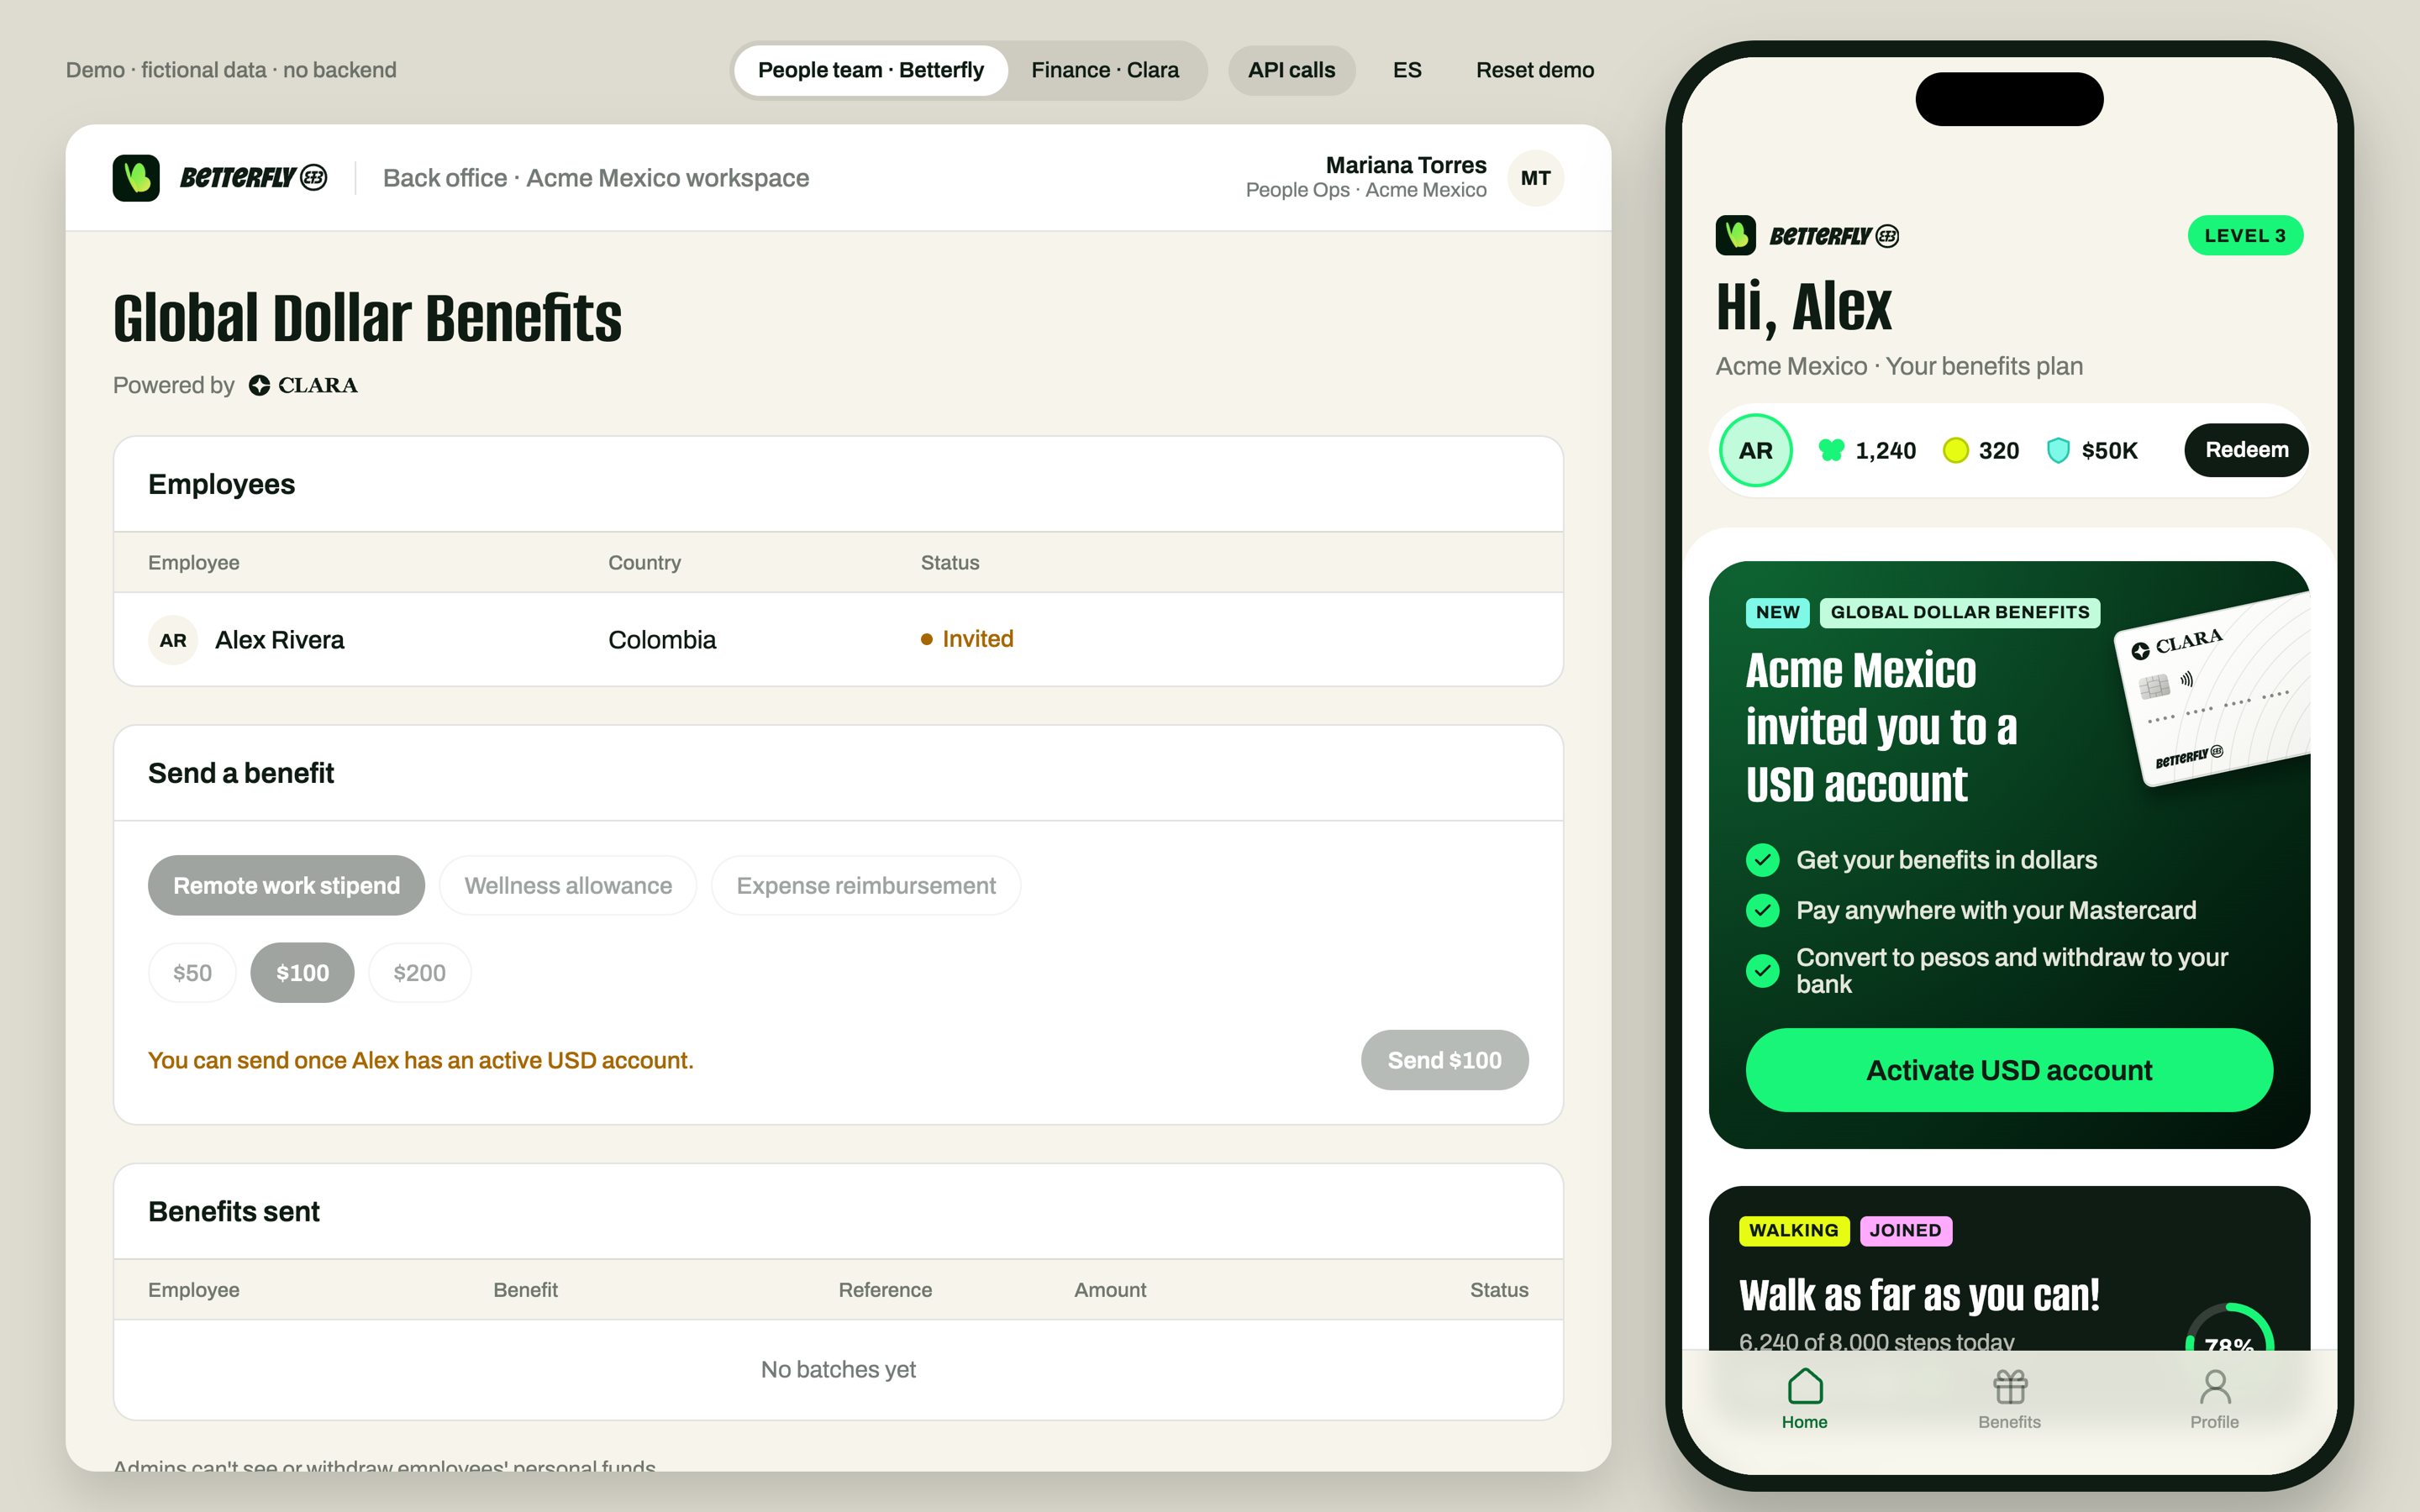 Demo · fictional data · no backend
People team · Betterfly
Finance · Clara
API calls
ES
Reset demo
BETTERFLY
Back office · Acme Mexico workspace
Mariana Torres
People Ops · Acme Mexico
MT
Global Dollar Benefits
Powered by CLARA
Employees
Employee Country Status
AR Alex Rivera Colombia Invited
Send a benefit
Remote work stipend Wellness allowance Expense reimbursement
$50 $100 $200
You can send once Alex has an active USD account.
Send $100
Benefits sent
Employee Benefit Reference Amount Status
No batches yet
Admins can't see or withdraw employees' personal funds
BETTERFLY
LEVEL 3
Hi, Alex
Acme Mexico · Your benefits plan
AR 1,240 320 $50K Redeem
NEW GLOBAL DOLLAR BENEFITS
CLARA
BETTERFLY
Acme Mexico
invited you to a
USD account
Get your benefits in dollars
Pay anywhere with your Mastercard
Convert to pesos and withdraw to your
bank
Activate USD account
WALKING JOINED
Walk as far as you can!
6,240 of 8,000 steps today
78%
Home Benefits Profile